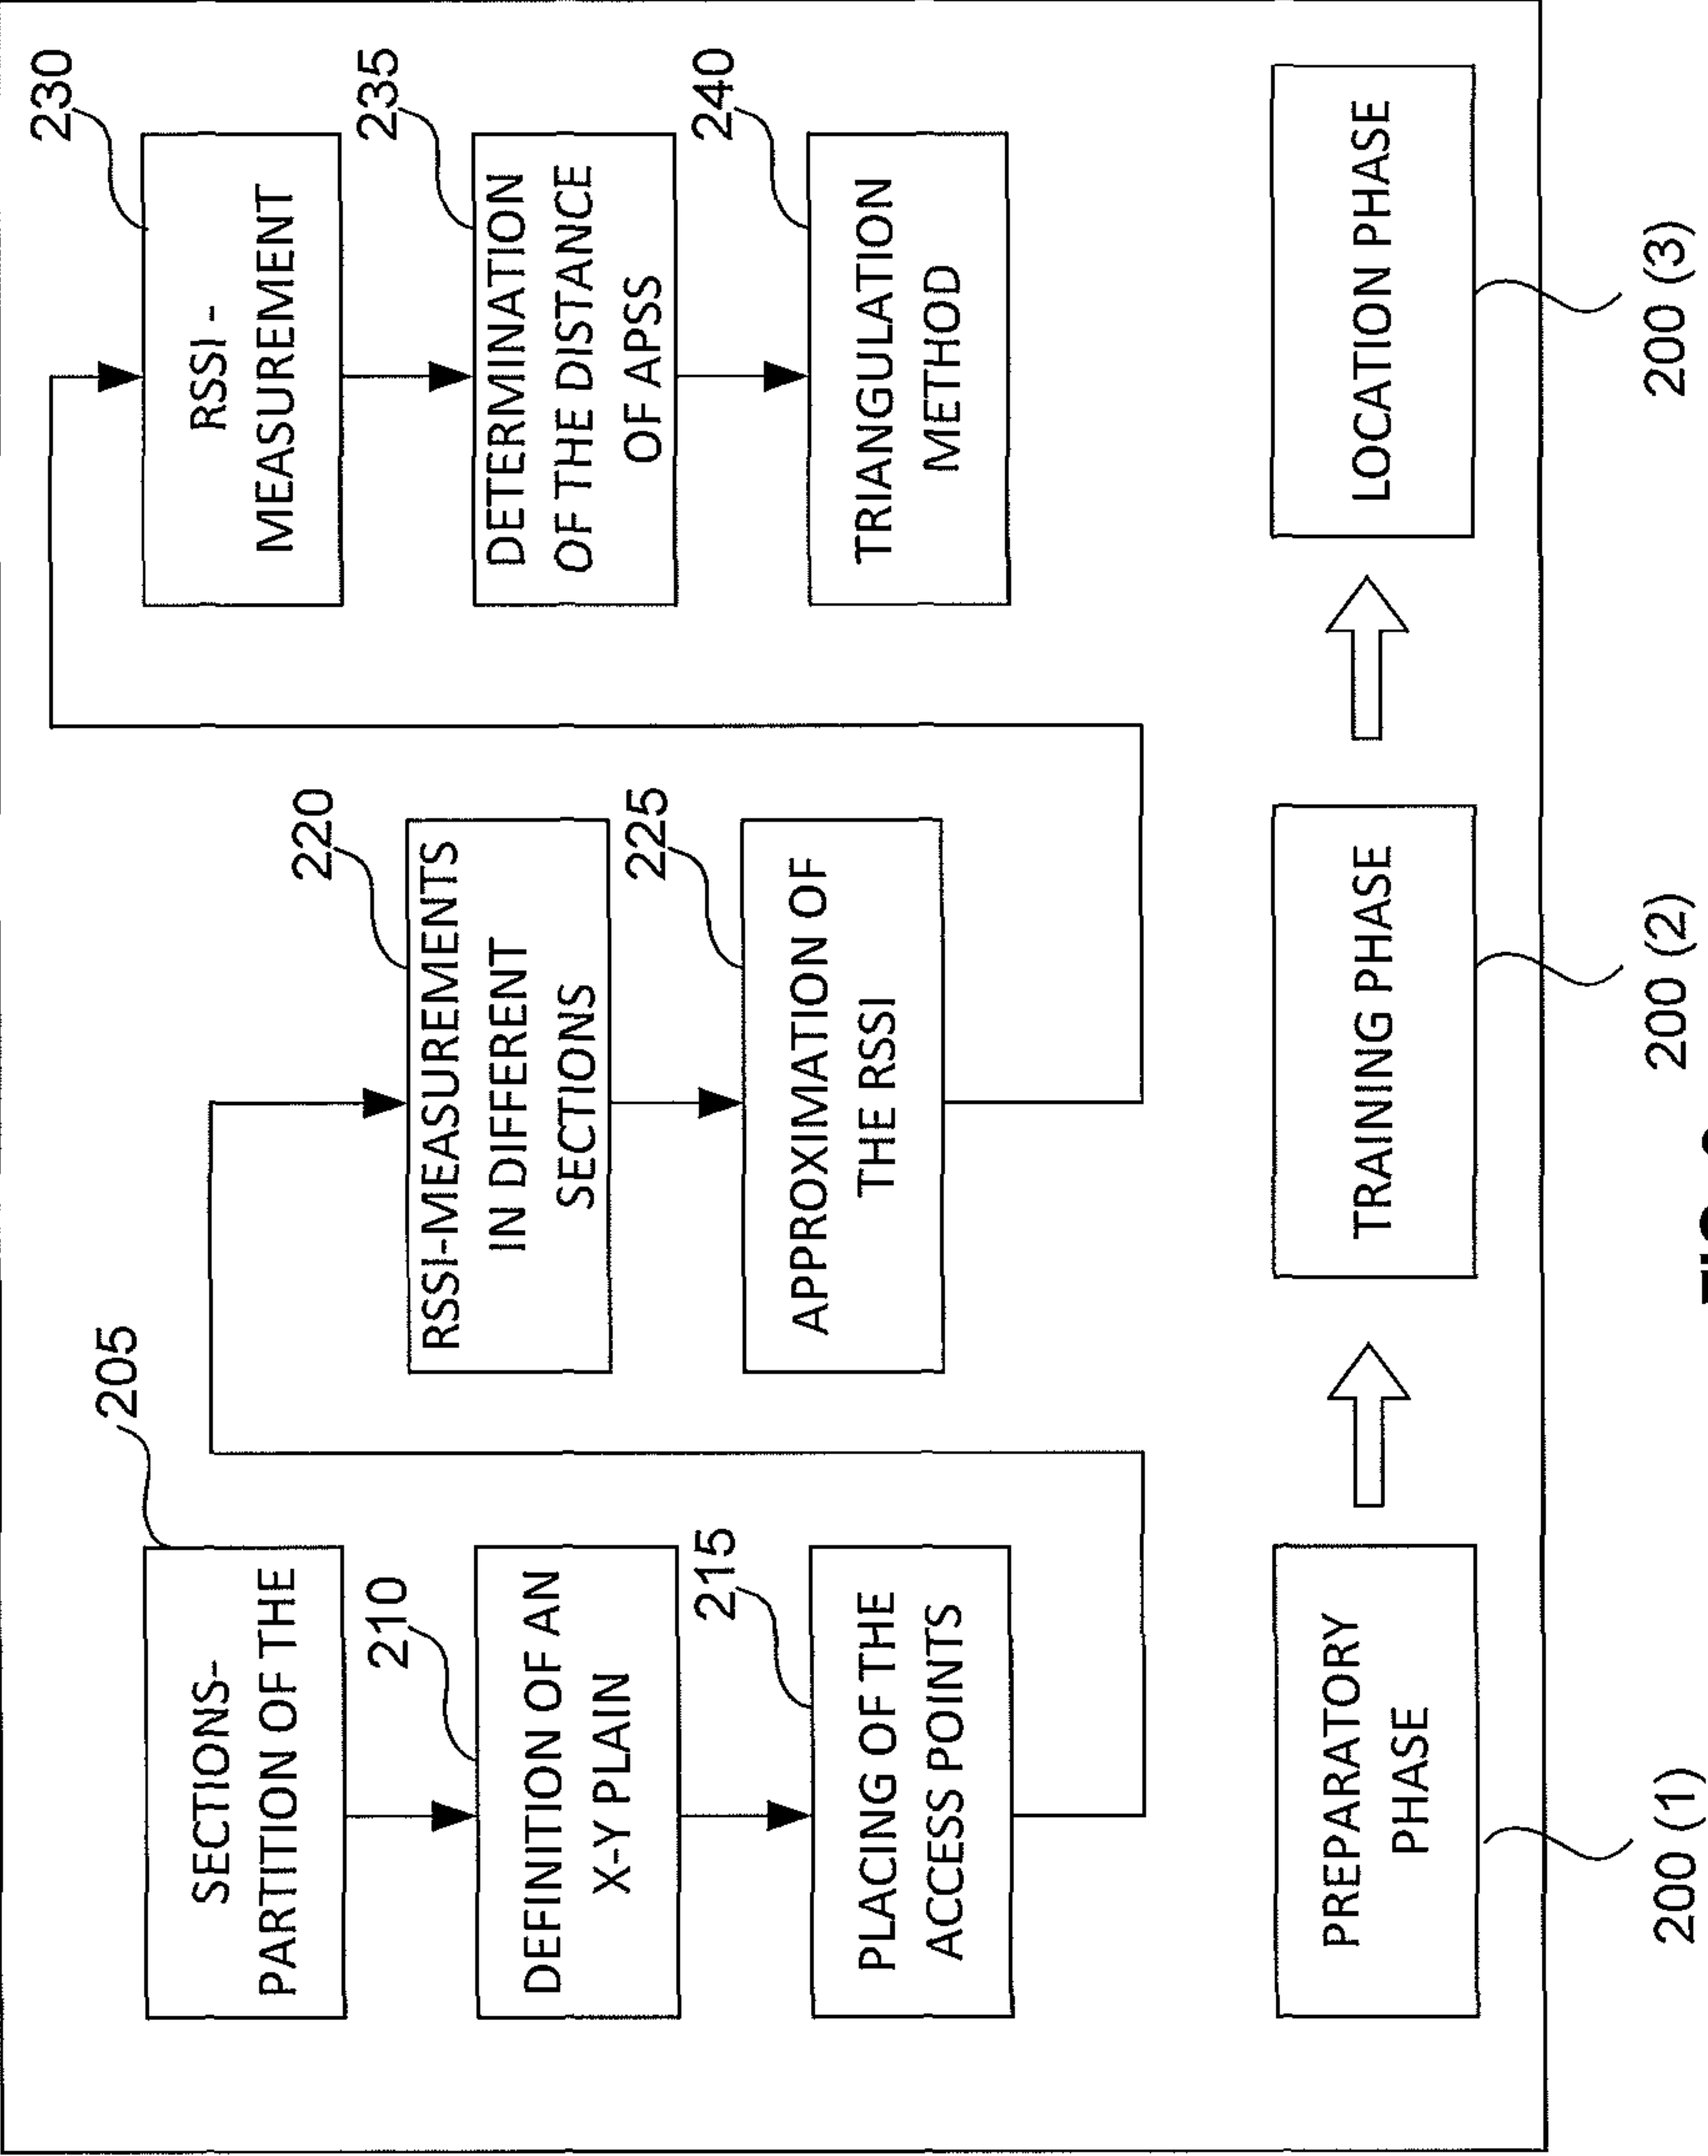 205
SECTIONS-
PARTITION OF THE
210
DEFINITION OF AN
X-Y PLAIN
215
PLACING OF THE
ACCESS POINTS
220
RSSI-MEASUREMENTS
IN DIFFERENT
SECTIONS
225
APPROXIMATION OF
THE RSSI
230
RSSI -
MEASUREMENT
235
DETERMINATION
OF THE DISTANCE
OF APSS
240
TRIANGULATION
METHOD
PREPARATORY
PHASE
TRAINING PHASE
LOCATION PHASE
200 (1)
200 (2)
200 (3)